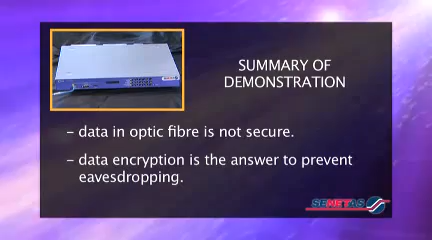 SUMMARY OF
DEMONSTRATION
– data in optic fibre is not secure.
– data encryption is the answer to prevent
eavesdropping.
SENETAS